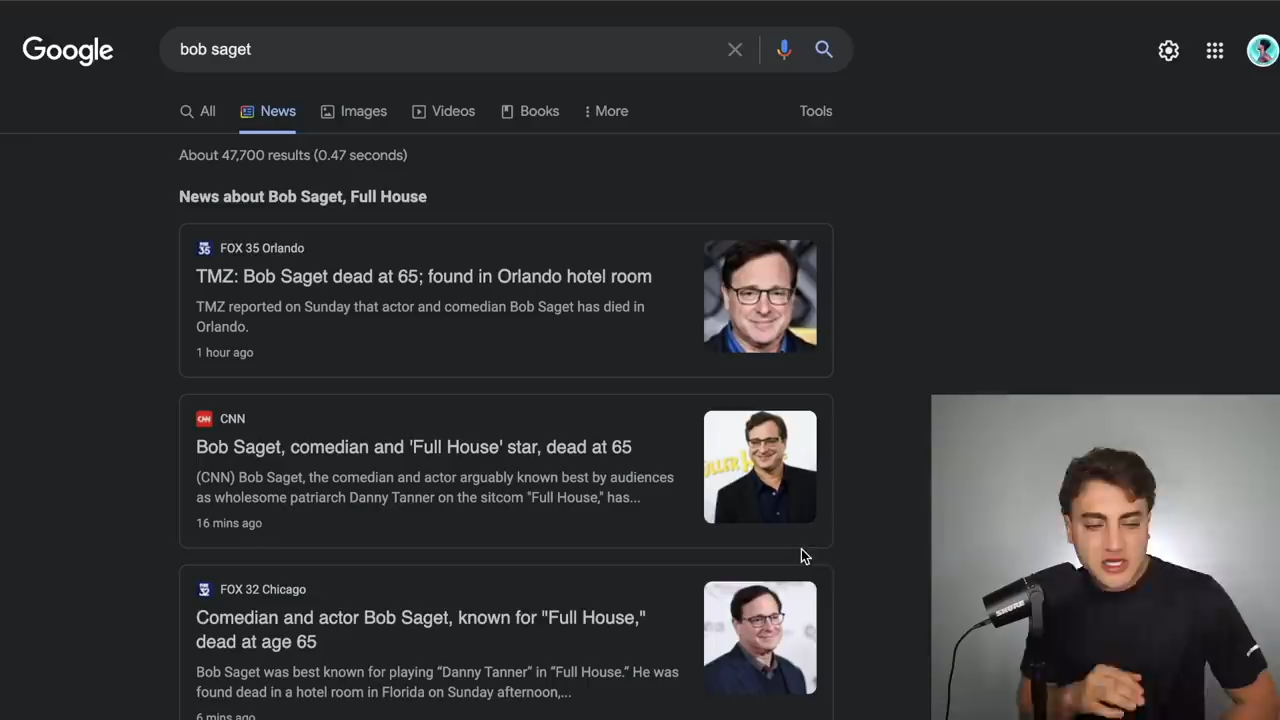 Google
bob saget
All
News
Images
Videos
Books
More
Tools
About 47,700 results (0.47 seconds)
News about Bob Saget, Full House
FOX 35 Orlando
TMZ: Bob Saget dead at 65; found in Orlando hotel room
TMZ reported on Sunday that actor and comedian Bob Saget has died in
Orlando.
1 hour ago
CNN
CNN
Bob Saget, comedian and 'Full House' star, dead at 65
(CNN) Bob Saget, the comedian and actor arguably known best by audiences
as wholesome patriarch Danny Tanner on the sitcom "Full House," has...
16 mins ago
FOX 32 Chicago
Comedian and actor Bob Saget, known for "Full House,"
dead at age 65
Bob Saget was best known for playing “Danny Tanner” in “Full House.” He was
found dead in a hotel room in Florida on Sunday afternoon,...
6 mins ago
SHURE